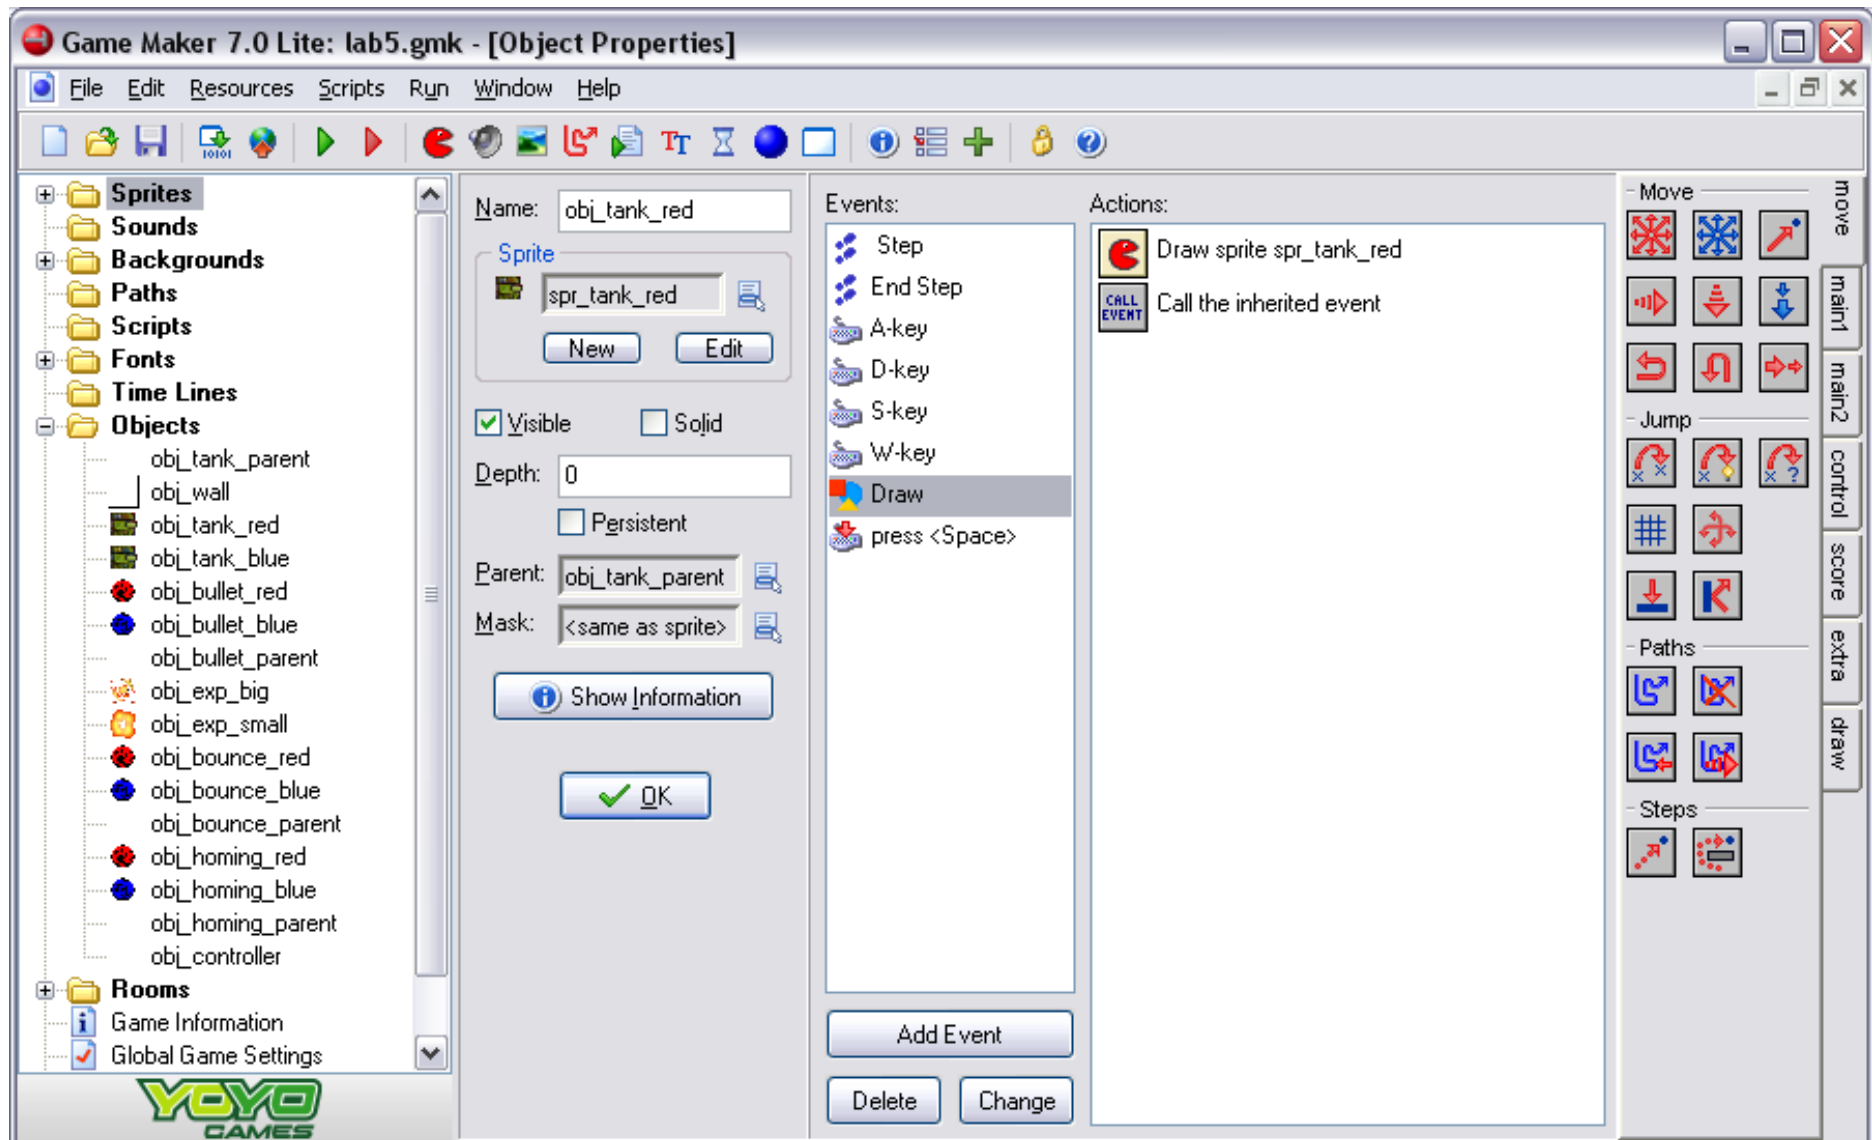 Game Maker 7.0 Lite: lab5.gmk - [Object Properties]
File Edit Resources Scripts Run Window Help
Sprites
Sounds
Backgrounds
Paths
Scripts
Fonts
Time Lines
Objects
obj_tank_parent
obj_wall
obj_tank_red
obj_tank_blue
obj_bullet_red
obj_bullet_blue
obj_bullet_parent
obj_exp_big
obj_exp_small
obj_bounce_red
obj_bounce_blue
obj_bounce_parent
obj_homing_red
obj_homing_blue
obj_homing_parent
obj_controller
Rooms
Game Information
Global Game Settings
YOYO
GAMES
Name: obj_tank_red
Sprite
spr_tank_red
New Edit
Visible Solid
Depth: 0
Persistent
Parent: obj_tank_parent
Mask: <same as sprite>
Show Information
OK
Events:
Step
End Step
A-key
D-key
S-key
W-key
Draw
press <Space>
Add Event
Delete Change
Actions:
Draw sprite spr_tank_red
CALL
EVENT
Call the inherited event
Move
Jump
Paths
Steps
move
main1
main2
control
score
extra
draw